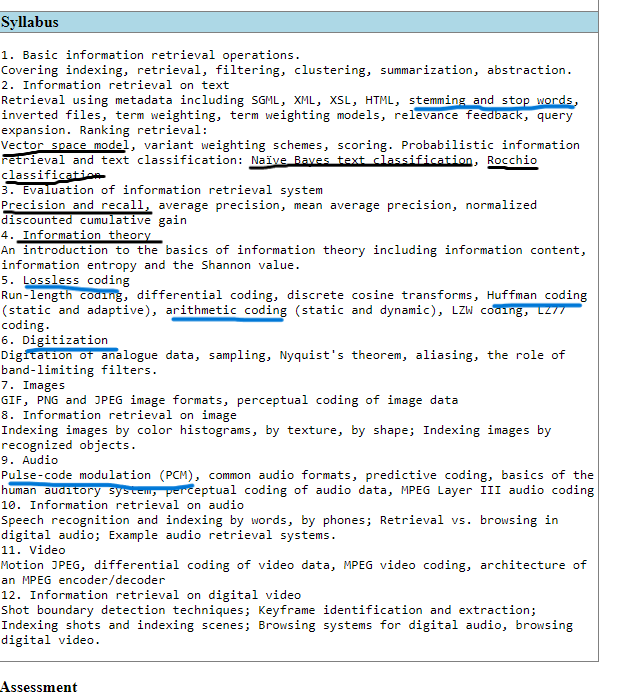 Syllabus
1. Basic information retrieval operations.
Covering indexing, retrieval, filtering, clustering, summarization, abstraction.
2. Information retrieval on text
Retrieval using metadata including SGML, XML, XSL, HTML, stemming and stop words,
inverted files, term weighting, term weighting models, relevance feedback, query
expansion. Ranking retrieval:
Vector space model, variant weighting schemes, scoring. Probabilistic information
retrieval and text classification: Naïve Bayes text classification, Rocchio
classification
3. Evaluation of information retrieval system
Precision and recall, average precision, mean average precision, normalized
discounted cumulative gain
4. Information theory
An introduction to the basics of information theory including information content,
information entropy and the Shannon value.
5. Lossless coding
Run-length coding, differential coding, discrete cosine transforms, Huffman coding
(static and adaptive), arithmetic coding (static and dynamic), LZW coding, LZ77
coding.
6. Digitization
Digitation of analogue data, sampling, Nyquist's theorem, aliasing, the role of
band-limiting filters.
7. Images
GIF, PNG and JPEG image formats, perceptual coding of image data
8. Information retrieval on image
Indexing images by color histograms, by texture, by shape; Indexing images by
recognized objects.
9. Audio
Pulse-code modulation (PCM), common audio formats, predictive coding, basics of the
human auditory system, perceptual coding of audio data, MPEG Layer III audio coding
10. Information retrieval on audio
Speech recognition and indexing by words, by phones; Retrieval vs. browsing in
digital audio; Example audio retrieval systems.
11. Video
Motion JPEG, differential coding of video data, MPEG video coding, architecture of
an MPEG encoder/decoder
12. Information retrieval on digital video
Shot boundary detection techniques; Keyframe identification and extraction;
Indexing shots and indexing scenes; Browsing systems for digital audio, browsing
digital video.
Assessment